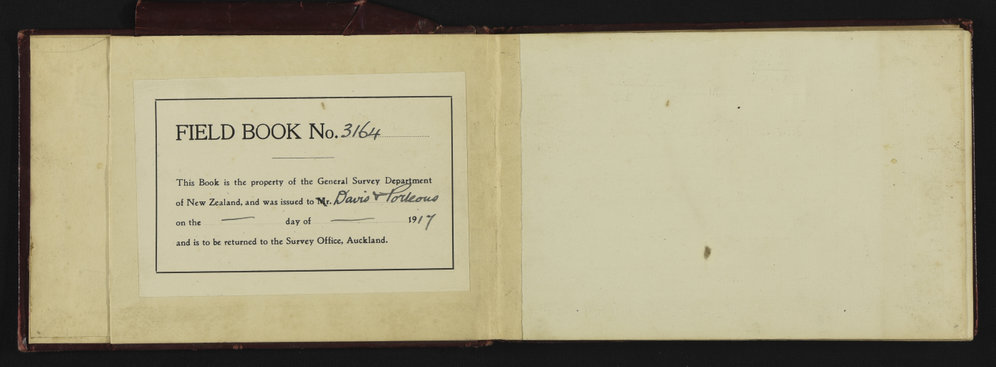 FIELD BOOK No. 3164
This Book is the property of the General Survey Department
of New Zealand, and was issued to Mr. Davis & Porteous
on the — day of — 1917
and is to be returned to the Survey Office, Auckland.